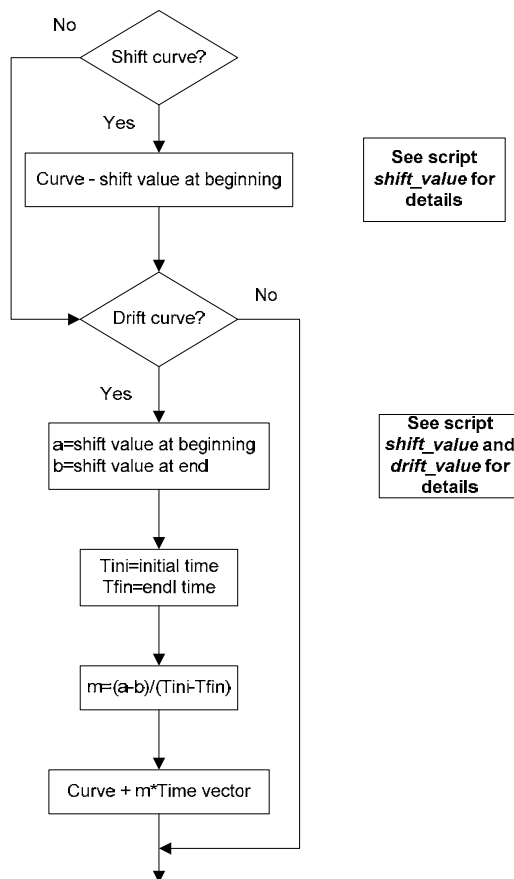 No
Shift curve?
Yes
Curve - shift value at beginning
See script
shift_value for
details
No
Drift curve?
Yes
a=shift value at beginning
b=shift value at end
See script
shift_value and
drift_value for
details
Tini=initial time
Tfin=endl time
m=(a-b)/(Tini-Tfin)
Curve + m*Time vector